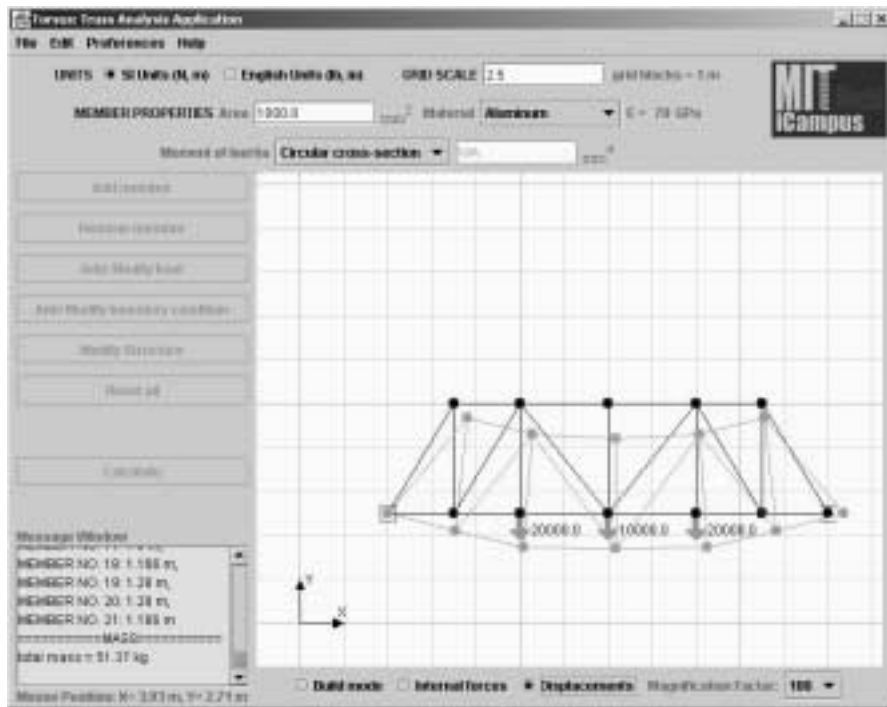 Truss Analysis Application
File Edit Preferences Help
UNITS SI Units (N, m) English Units (lb, in) GRID SCALE 2.5 grid blocks = 1 m
MEMBER PROPERTIES Area 1000.0 mm² Material Aluminum E = 70 GPa
Moment of Inertia Circular cross-section mm⁴
MIT
iCampus
Add member
Remove member
Add/Modify load
Add/Modify boundary condition
Modify Structure
Reset all
Calculate
20000.0 10000.0 20000.0
Message Window
MEMBER NO. 18: 1.166 m,
MEMBER NO. 19: 1.28 m,
MEMBER NO. 20: 1.28 m,
MEMBER NO. 21: 1.166 m
MASS
total mass = 51.37 kg
Y
X
Build mode Internal forces Displacements Magnification Factor: 100
Mouse Position: X= 3.93 m, Y= 2.71 m